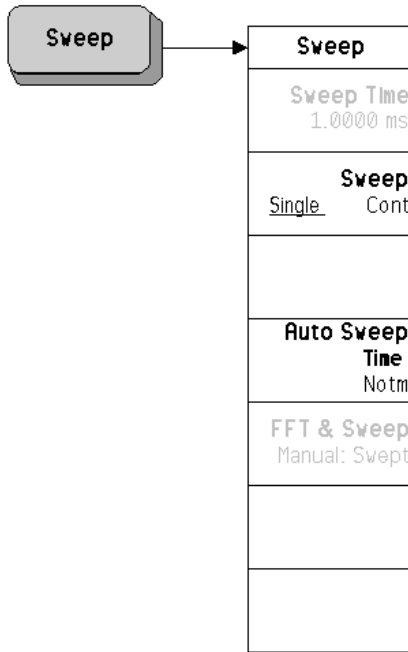 Sweep
Sweep
Sweep Time
1.0000 ms
Sweep
Single Cont
Auto Sweep
Time
Notm
FFT & Sweep
Manual: Swept